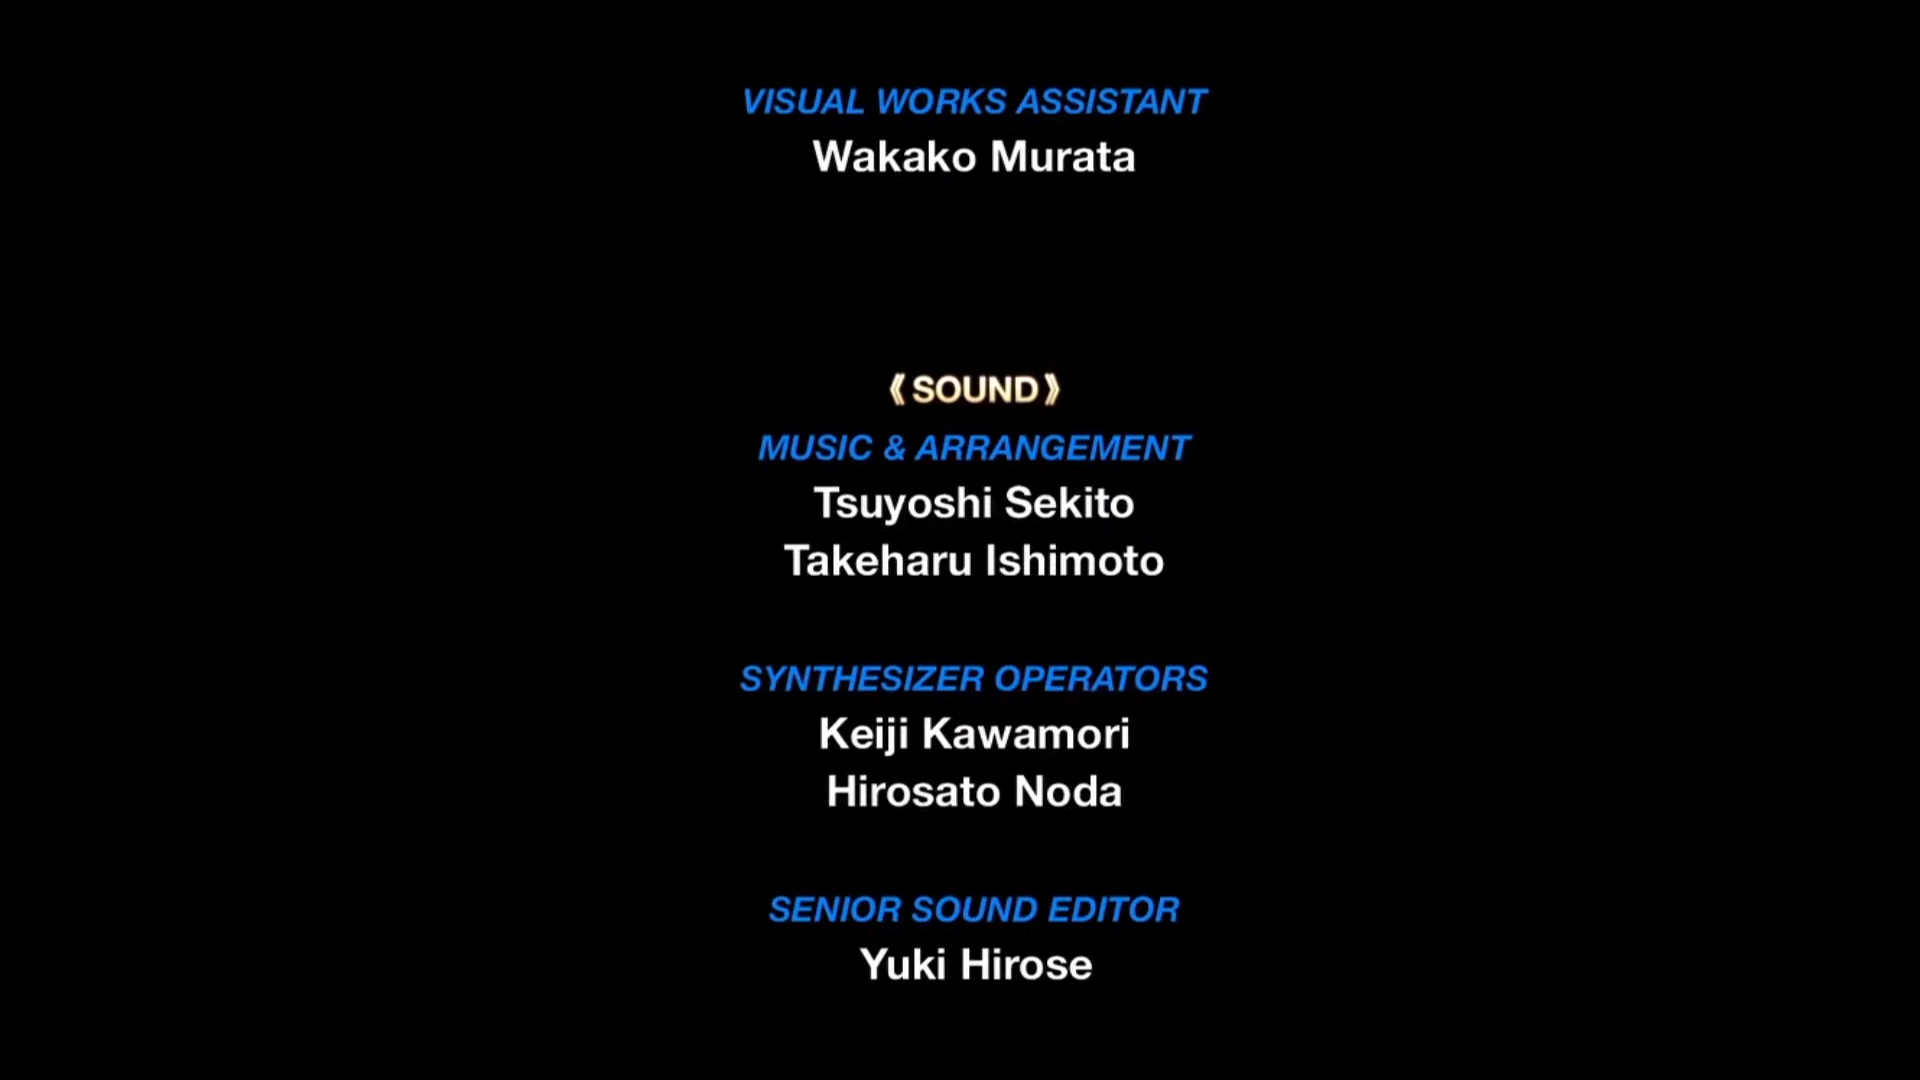 VISUAL WORKS ASSISTANT
Wakako Murata
《SOUND》
MUSIC & ARRANGEMENT
Tsuyoshi Sekito
Takeharu Ishimoto
SYNTHESIZER OPERATORS
Keiji Kawamori
Hirosato Noda
SENIOR SOUND EDITOR
Yuki Hirose